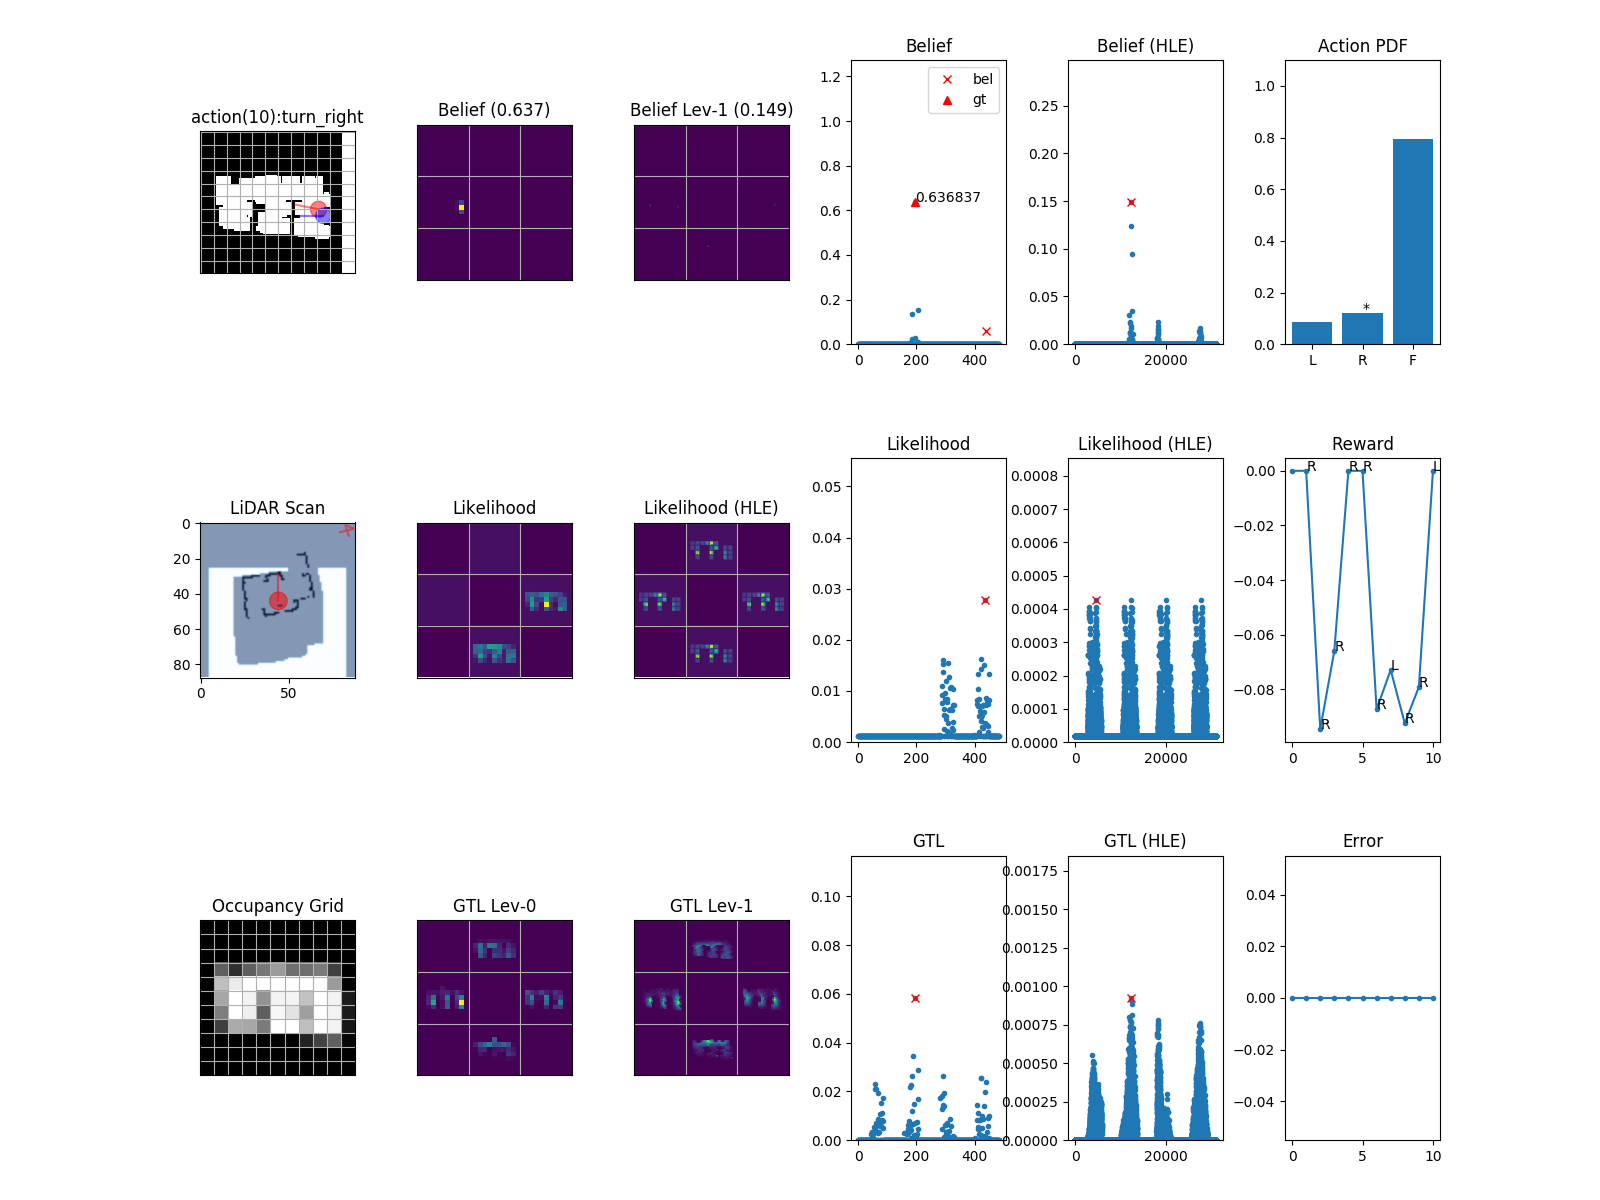 action(10):turn_right
Belief (0.637)
Belief Lev-1 (0.149)
Belief
1.2
1.0
0.8
0.6
0.4
0.2
0.0
0 200 400
bel
gt
0.636837
Belief (HLE)
0.25
0.20
0.15
0.10
0.05
0.00
0 20000
Action PDF
1.0
0.8
0.6
0.4
0.2
0.0
*
L R F
LiDAR Scan
0
20
40
60
80
0 50
Likelihood
Likelihood (HLE)
Likelihood
0.05
0.04
0.03
0.02
0.01
0.00
0 200 400
Likelihood (HLE)
0.0008
0.0007
0.0006
0.0005
0.0004
0.0003
0.0002
0.0001
0.0000
0 20000
Reward
0.00
−0.02
−0.04
−0.06
−0.08
R
R
R
R
R
R
L
R
R
L
0 5 10
Occupancy Grid
GTL Lev-0
GTL Lev-1
GTL
0.10
0.08
0.06
0.04
0.02
0.00
0 200 400
GTL (HLE)
0.00175
0.00150
0.00125
0.00100
0.00075
0.00050
0.00025
0.00000
0 20000
Error
0.04
0.02
0.00
−0.02
−0.04
0 5 10